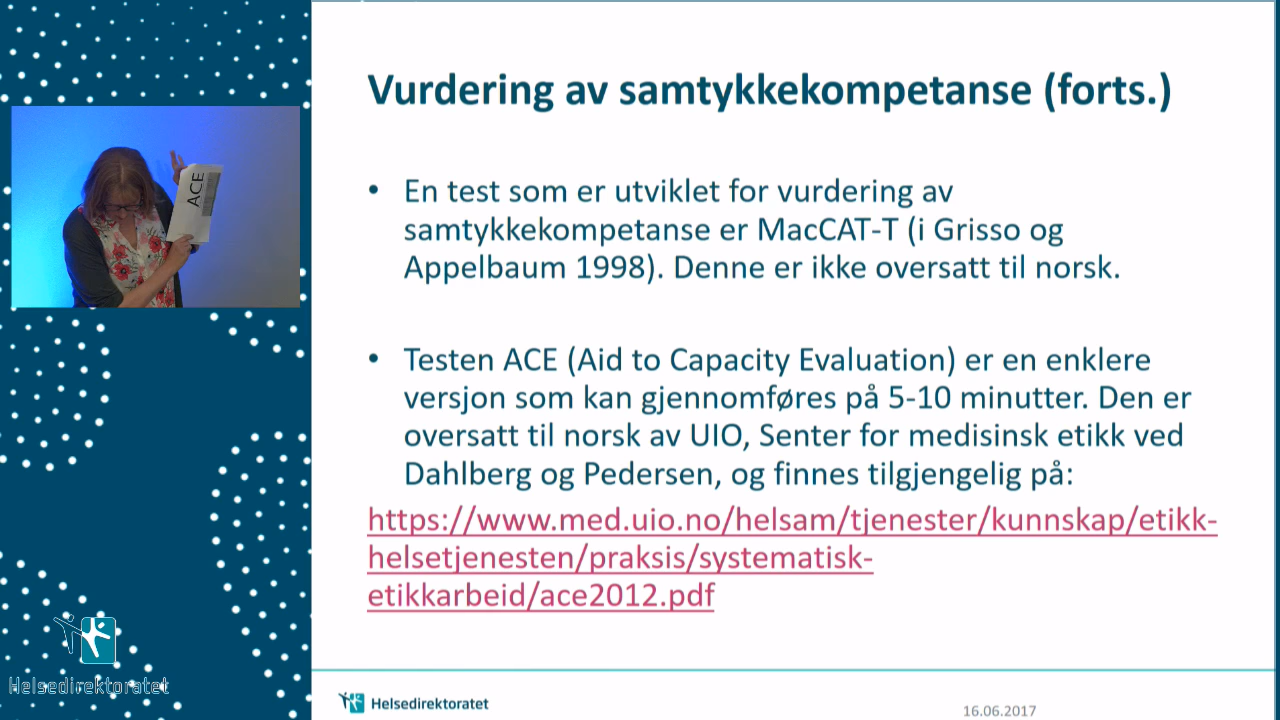 Vurdering av samtykkekompetanse (forts.)
ACE
• En test som er utviklet for vurdering av
samtykkekompetanse er MacCAT-T (i Grisso og
Appelbaum 1998). Denne er ikke oversatt til norsk.
• Testen ACE (Aid to Capacity Evaluation) er en enklere
versjon som kan gjennomføres på 5-10 minutter. Den er
oversatt til norsk av UIO, Senter for medisinsk etikk ved
Dahlberg og Pedersen, og finnes tilgjengelig på:
https://www.med.uio.no/helsam/tjenester/kunnskap/etikk-
helsetjenesten/praksis/systematisk-
etikkarbeid/ace2012.pdf
Helsedirektoratet
Helsedirektoratet
16.06.2017